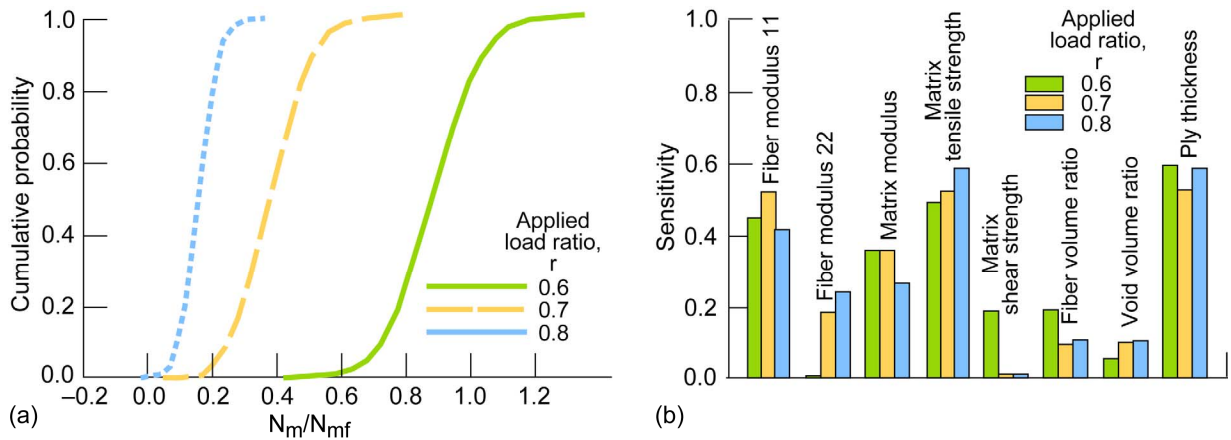 1.0
0.8
0.6
0.4
0.2
0.0
Cumulative probability
–0.2 0.0 0.2 0.4 0.6 0.8 1.0 1.2
Nm/Nmf
Applied
load ratio,
r
0.6
0.7
0.8
(a)
1.0
0.8
0.6
0.4
0.2
0.0
Sensitivity
Fiber modulus 11
Fiber modulus 22
Matrix modulus
Matrix
tensile strength
Matrix
shear strength
Fiber volume ratio
Void volume ratio
Ply thickness
Applied
load ratio,
r
0.6
0.7
0.8
(b)